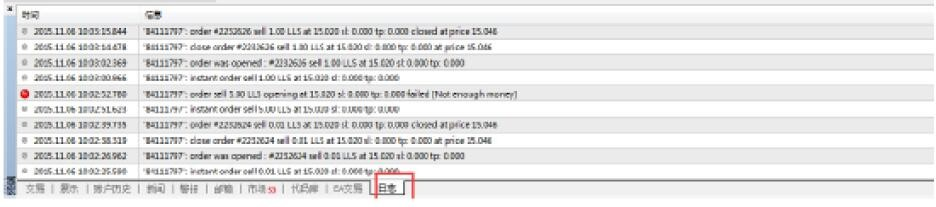 时间 信息
2015.11.06 10:03:15.844 '84111797': order #2232626 sell 1.00 LLS at 15.020 sl: 0.000 tp: 0.000 closed at price 15.046
2015.11.06 10:03:14.478 '84111797': close order #2232626 sell 1.00 LLS at 15.020 sl: 0.000 tp: 0.000 at price 15.046
2015.11.06 10:03:02.369 '84111797': order was opened : #2232626 sell 1.00 LLS at 15.020 sl: 0.000 tp: 0.000
2015.11.06 10:03:00.966 '84111797': instant order sell 1.00 LLS at 15.020 sl: 0.000 tp: 0.000
2015.11.06 10:02:52.780 '84111797': order sell 5.00 LLS opening at 15.020 sl: 0.000 tp: 0.000 failed [Not enough money]
2015.11.06 10:02:51.623 '84111797': instant order sell 5.00 LLS at 15.020 sl: 0.000 tp: 0.000
2015.11.06 10:02:39.735 '84111797': order #2232624 sell 0.01 LLS at 15.020 sl: 0.000 tp: 0.000 closed at price 15.046
2015.11.06 10:02:38.319 '84111797': close order #2232624 sell 0.01 LLS at 15.020 sl: 0.000 tp: 0.000 at price 15.046
2015.11.06 10:02:26.962 '84111797': order was opened : #2232624 sell 0.01 LLS at 15.020 sl: 0.000 tp: 0.000
2015.11.06 10:02:25.590 '84111797': instant order sell 0.01 LLS at 15.020 sl: 0.000 tp: 0.000
交易 | 展示 | 账户历史 | 新闻 | 警报 | 邮箱 | 市场 53 | 代码库 | EA交易 | 日志